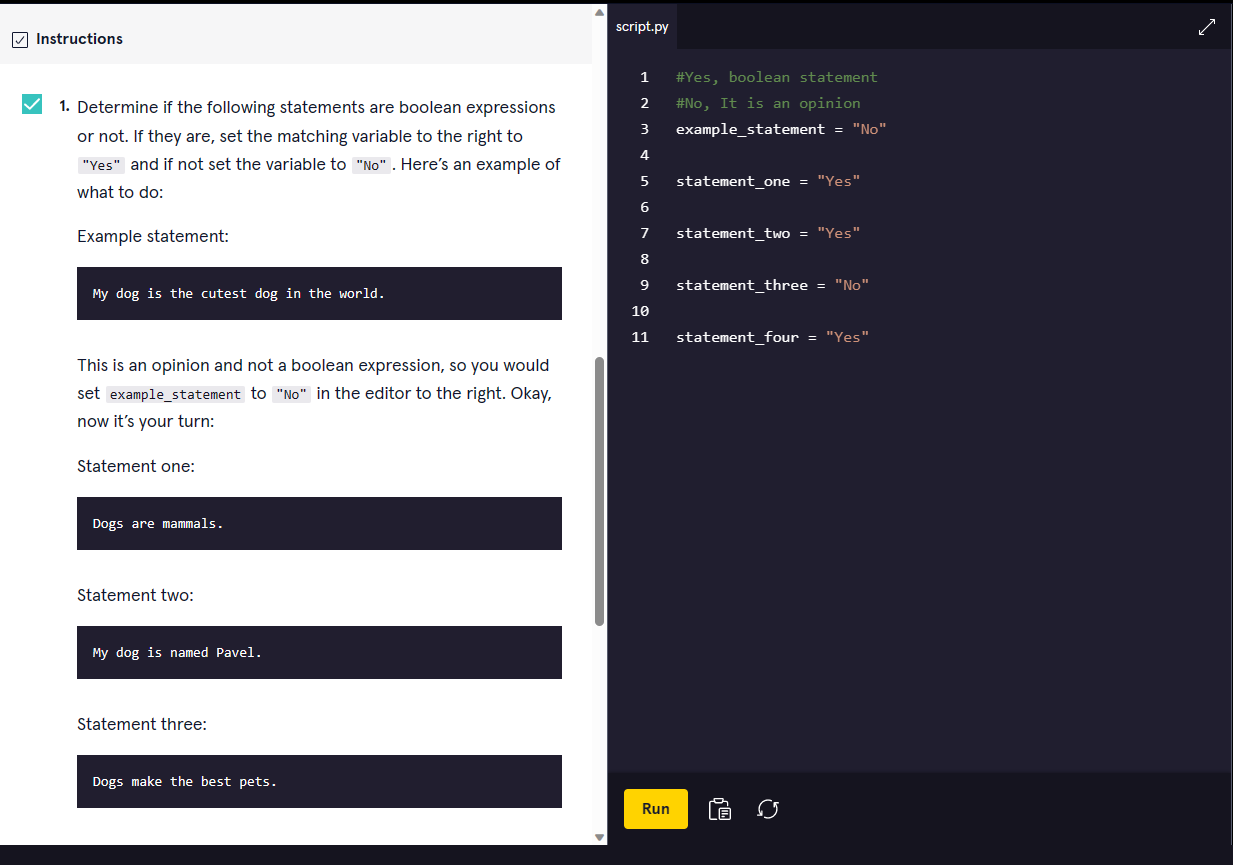 Instructions
1. Determine if the following statements are boolean expressions
or not. If they are, set the matching variable to the right to
"Yes" and if not set the variable to "No". Here’s an example of
what to do:
Example statement:
My dog is the cutest dog in the world.
This is an opinion and not a boolean expression, so you would
set example_statement to "No" in the editor to the right. Okay,
now it’s your turn:
Statement one:
Dogs are mammals.
Statement two:
My dog is named Pavel.
Statement three:
Dogs make the best pets.
script.py
1 #Yes, boolean statement
2 #No, It is an opinion
3 example_statement = "No"
4
5 statement_one = "Yes"
6
7 statement_two = "Yes"
8
9 statement_three = "No"
10
11 statement_four = "Yes"
Run